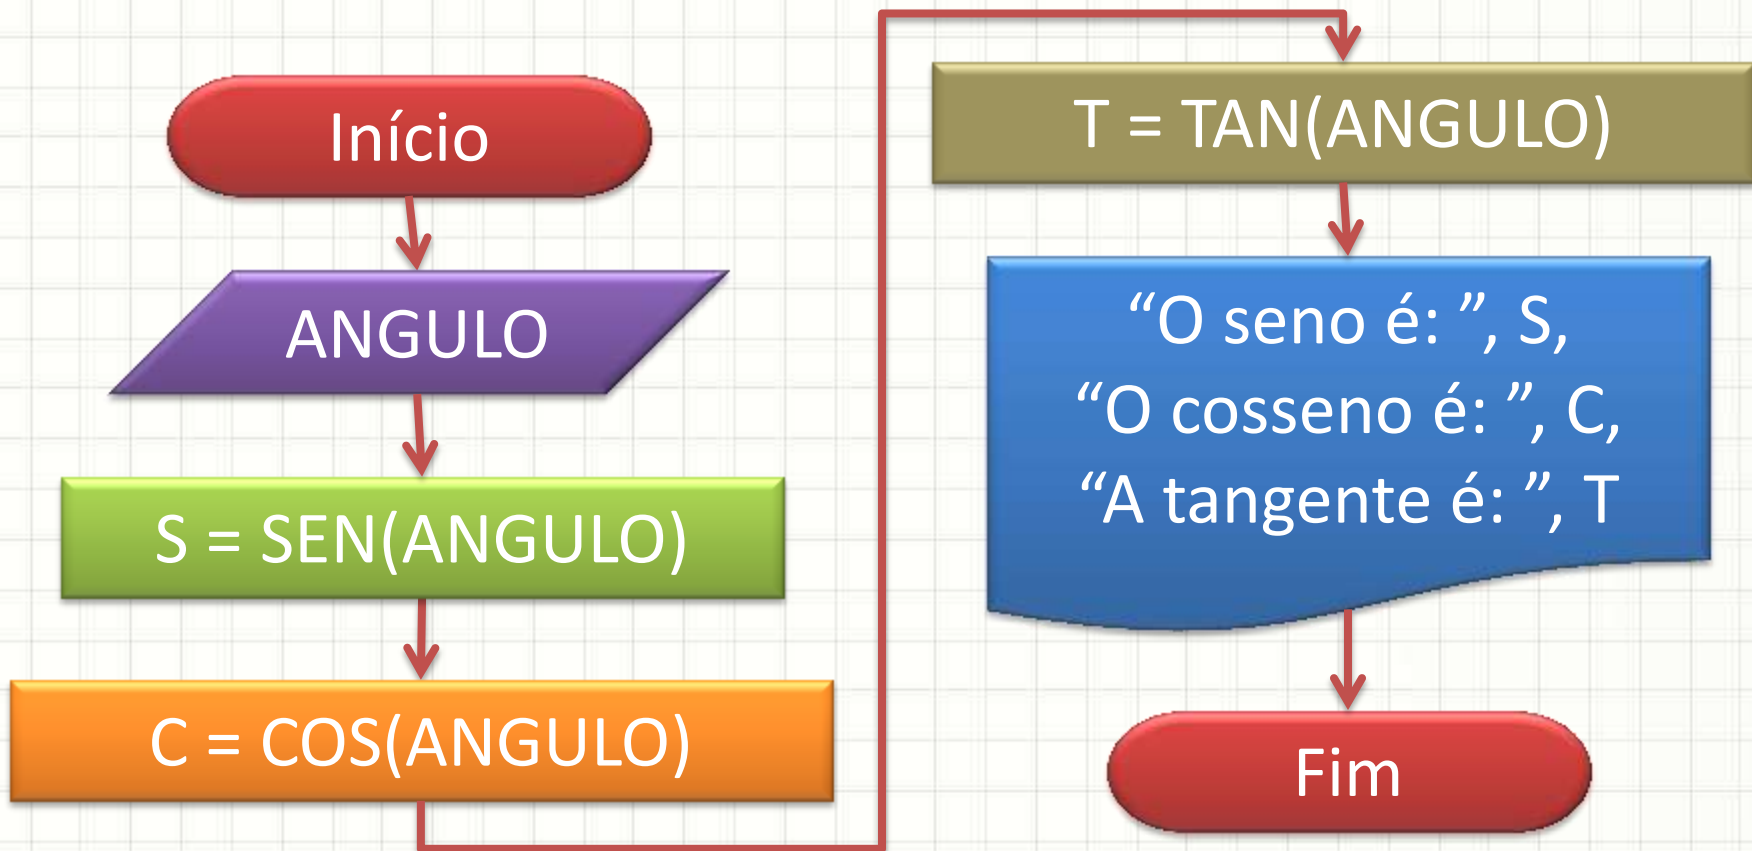 Início
ANGULO
S = SEN(ANGULO)
C = COS(ANGULO)
T = TAN(ANGULO)
“O seno é: ”, S,
“O cosseno é: ”, C,
“A tangente é: ”, T
Fim